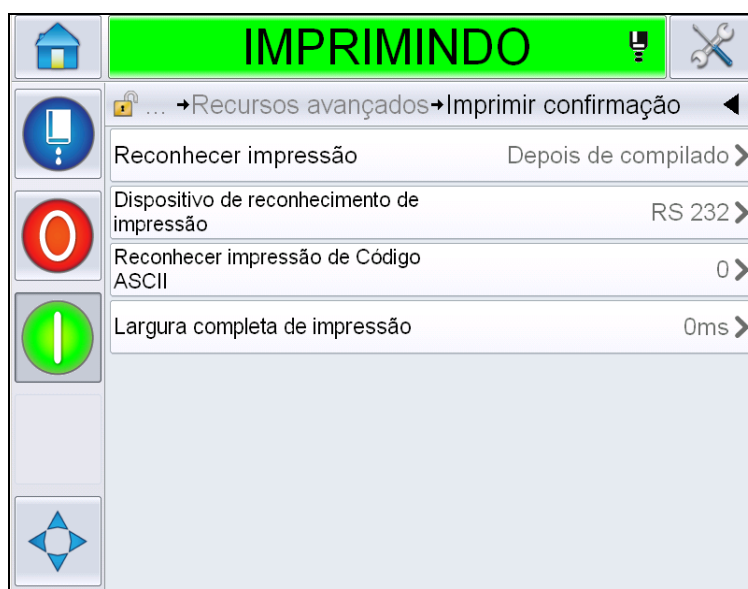 IMPRIMINDO
... →Recursos avançados→Imprimir confirmação
Reconhecer impressão Depois de compilado
Dispositivo de reconhecimento de
impressão RS 232
Reconhecer impressão de Código
ASCII 0
Largura completa de impressão 0ms